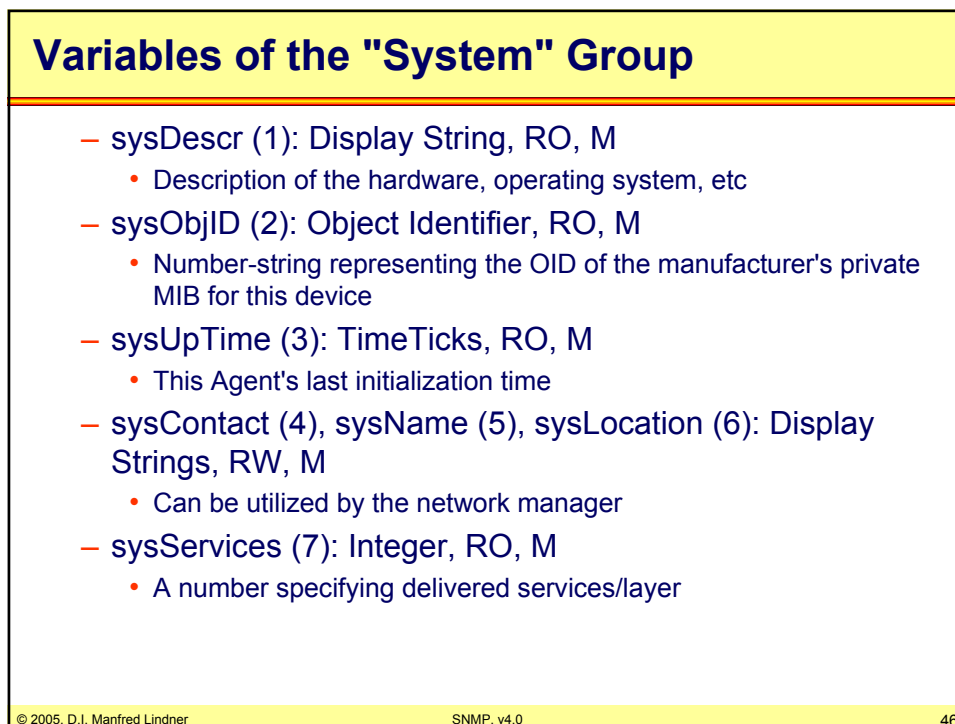 Variables of the "System" Group
– sysDescr (1): Display String, RO, M
• Description of the hardware, operating system, etc
– sysObjID (2): Object Identifier, RO, M
• Number-string representing the OID of the manufacturer's private
MIB for this device
– sysUpTime (3): TimeTicks, RO, M
• This Agent's last initialization time
– sysContact (4), sysName (5), sysLocation (6): Display
Strings, RW, M
• Can be utilized by the network manager
– sysServices (7): Integer, RO, M
• A number specifying delivered services/layer
© 2005, D.I. Manfred Lindner
SNMP, v4.0
46